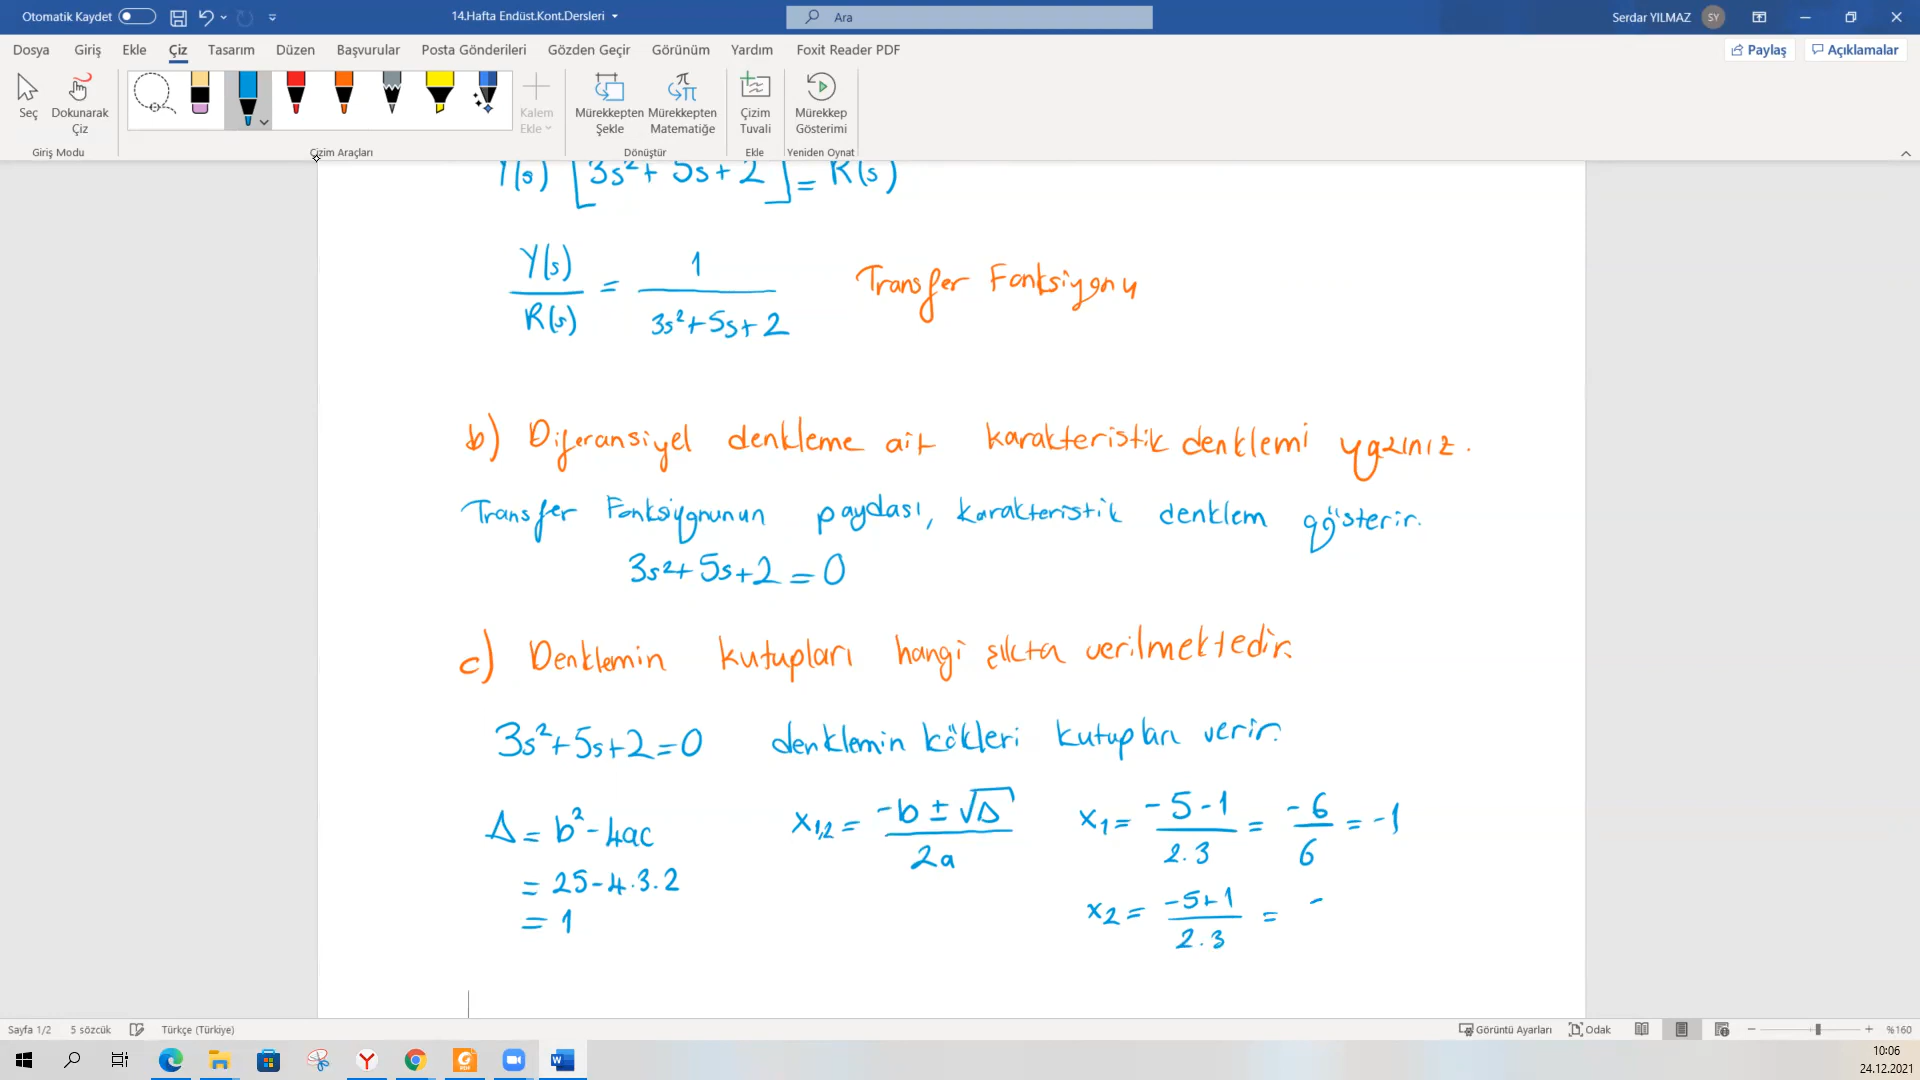 Otomatik Kaydet 14.Hafta Endüst.Kont.Dersleri Ara Serdar YILMAZ SY
Dosya Giriş Ekle Çiz Tasarım Düzen Başvurular Posta Gönderileri Gözden Geçir Görünüm Yardım Foxit Reader PDF Paylaş Açıklamalar
Seç Dokunarak Çiz Kalem Ekle Mürekkepten Şekle Mürekkepten Matematiğe Çizim Tuvali Mürekkep Gösterimi
Giriş Modu Çizim Araçları Dönüştür Ekle Yeniden Oynat
Y(s) [3s²+ 5s+2] = R(s)
Y(s)/R(s) = 1/(3s²+5s+2) Transfer Fonksiyonu
b) Diferansiyel denkleme ait karakteristik denklemi yazınız.
Transfer Fonksiyonunun paydası, karakteristik denklem gösterir.
3s²+5s+2=0
c) Denklemin kutupları hangi şıkta verilmektedir.
3s²+5s+2=0 denklemin kökleri kutupları verir.
Δ = b²-4ac x1,2 = (-b ± √Δ)/2a x1 = (-5-1)/2.3 = -6/6 = -1
= 25-4.3.2
= 1 x2 = (-5+1)/2.3 = -
Sayfa 1/2 5 sözcük Türkçe (Türkiye) Görüntü Ayarları Odak %160
10:06
24.12.2021